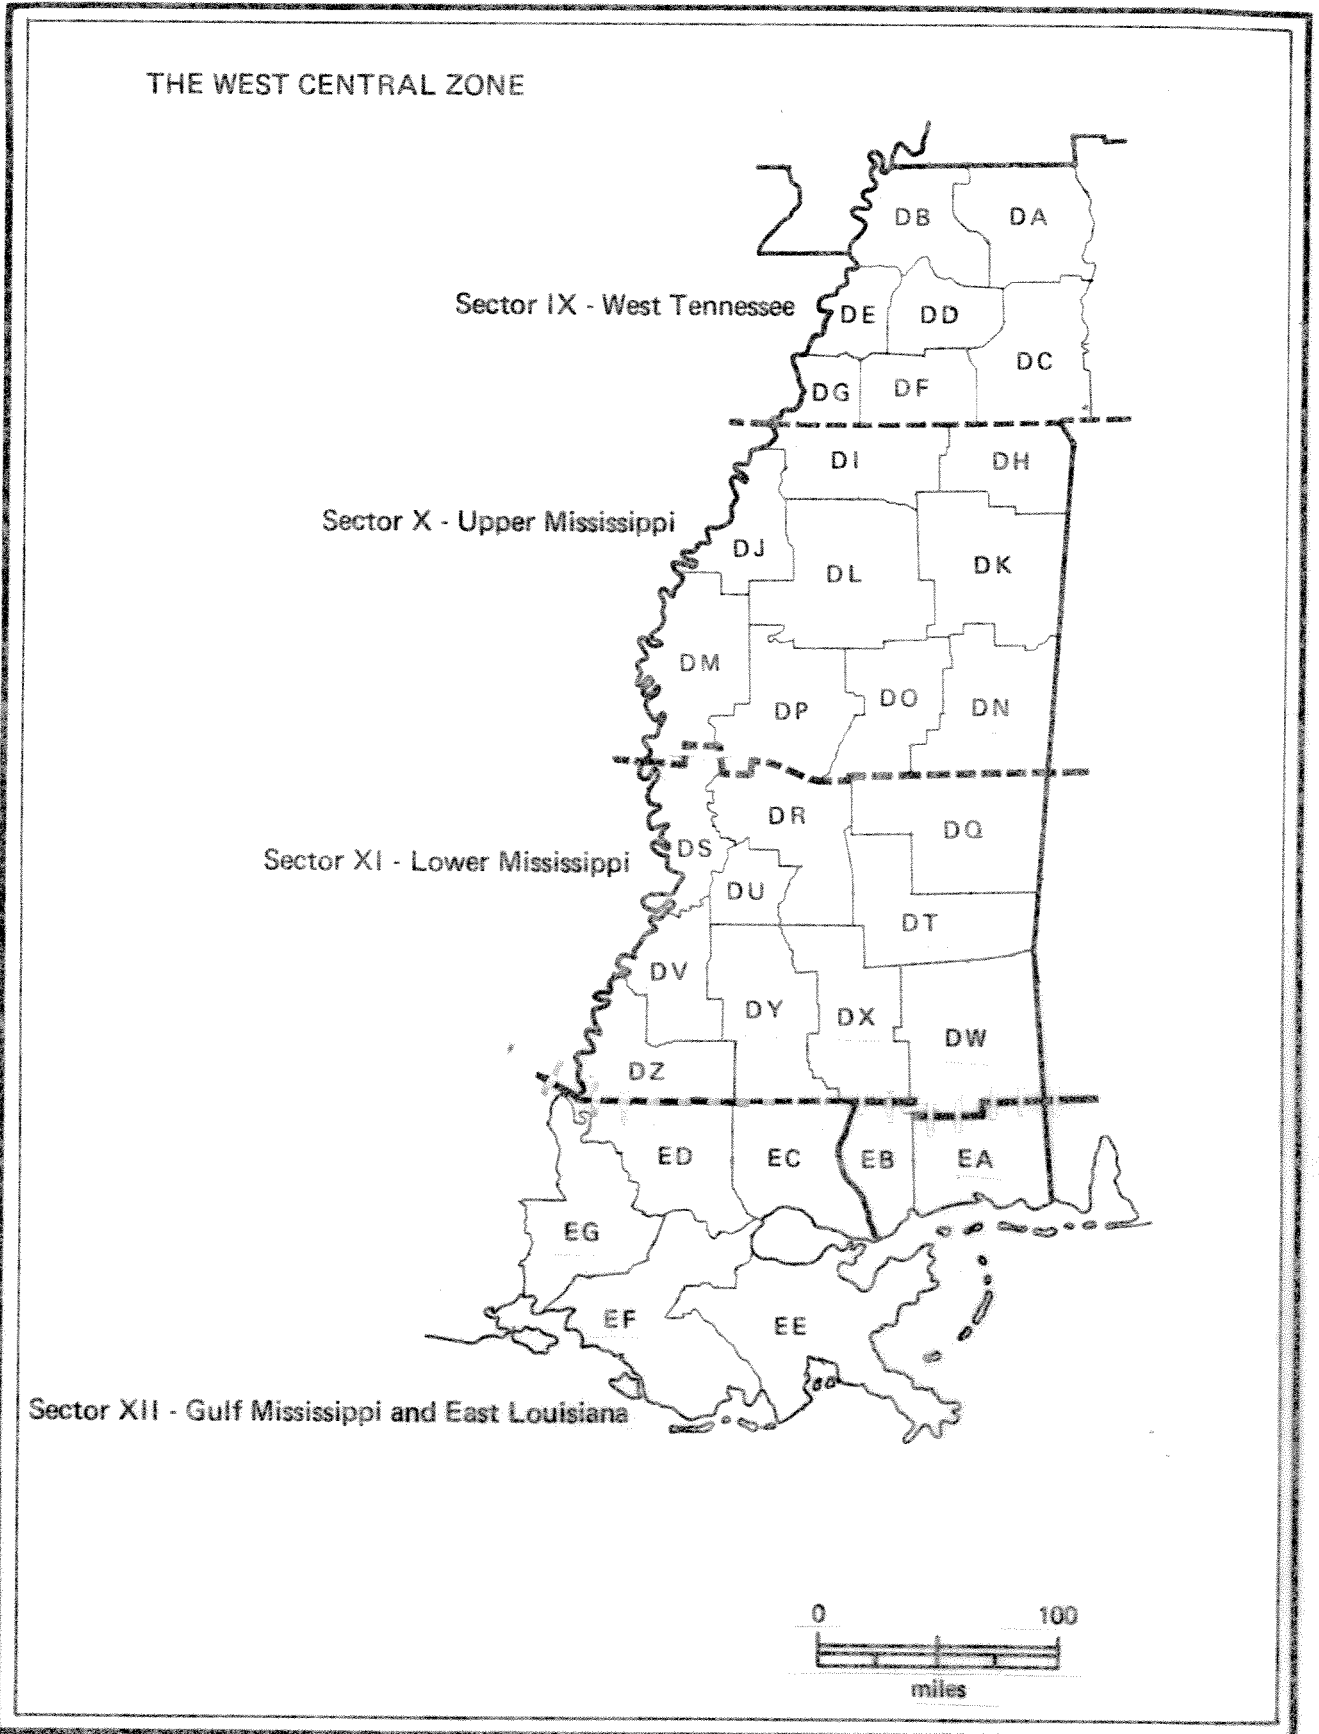 THE WEST CENTRAL ZONE
DB DA
Sector IX - West Tennessee
DE DD
DC
DG DF
DI DH
Sector X - Upper Mississippi
DJ
DL DK
DM
DP DO DN
DR DQ
Sector XI - Lower Mississippi
DS
DU
DT
DV
DY DX
DW
DZ
ED EC EB EA
EG
EF EE
Sector XII - Gulf Mississippi and East Louisiana
0 100
miles